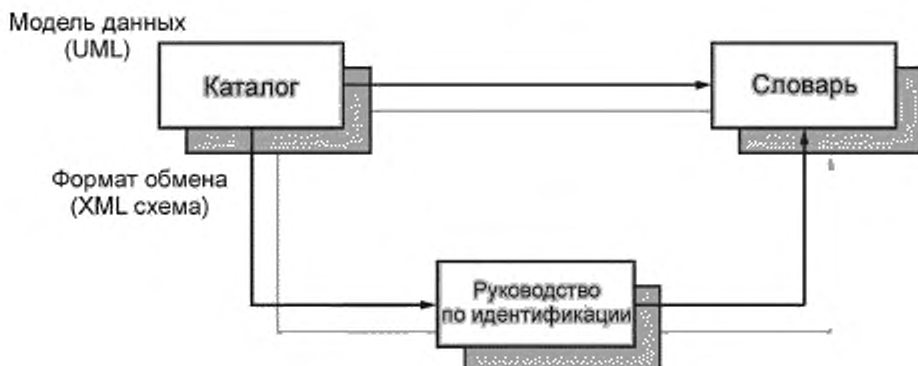 Модель данных
(UML)
Каталог
Словарь
Формат обмена
(XML схема)
Руководство
по идентификации